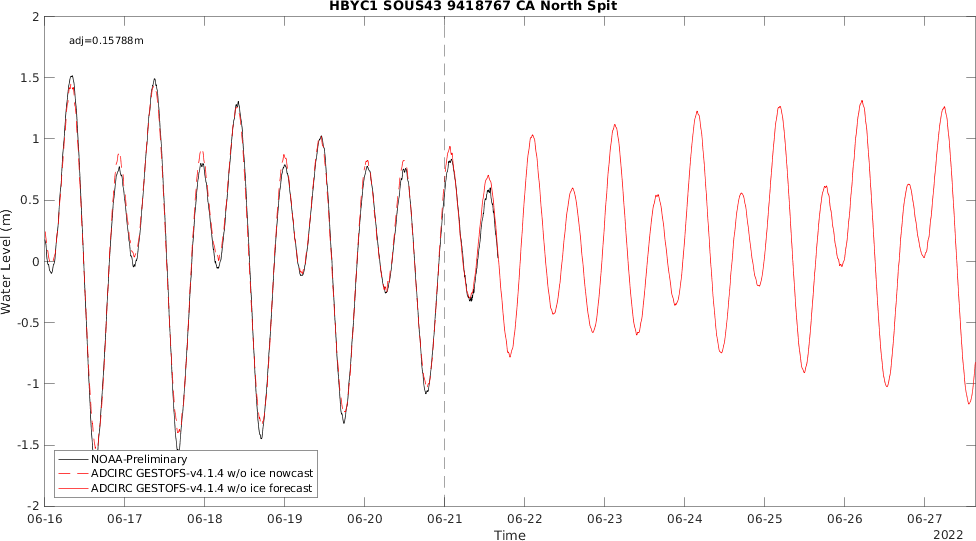 HBYC1 SOUS43 9418767 CA North Spit
adj=0.15788m
2
1.5
1
0.5
0
-0.5
-1
-1.5
-2
Water Level (m)
NOAA-Preliminary
ADCIRC GESTOFS-v4.1.4 w/o ice nowcast
ADCIRC GESTOFS-v4.1.4 w/o ice forecast
06-16 06-17 06-18 06-19 06-20 06-21 06-22 06-23 06-24 06-25 06-26 06-27
Time
2022